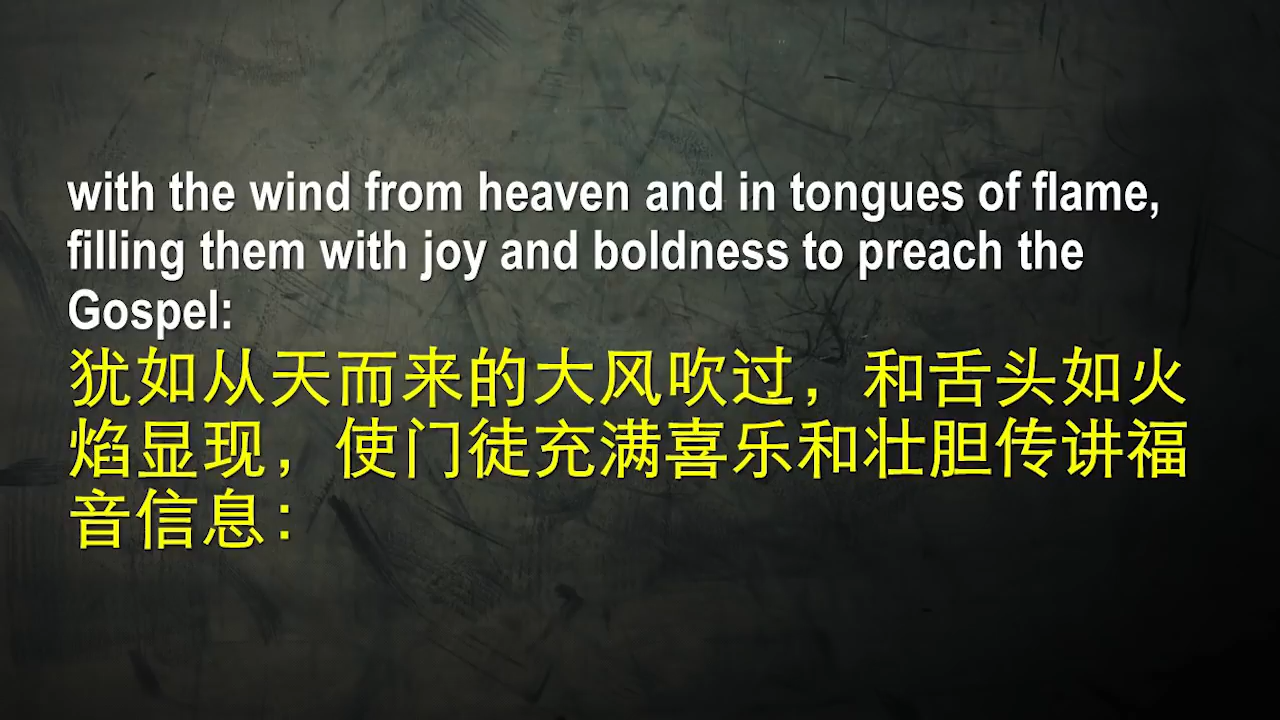 with the wind from heaven and in tongues of flame,
filling them with joy and boldness to preach the
Gospel:
犹如从天而来的大风吹过，和舌头如火
焰显现，使门徒充满喜乐和壮胆传讲福
音信息：